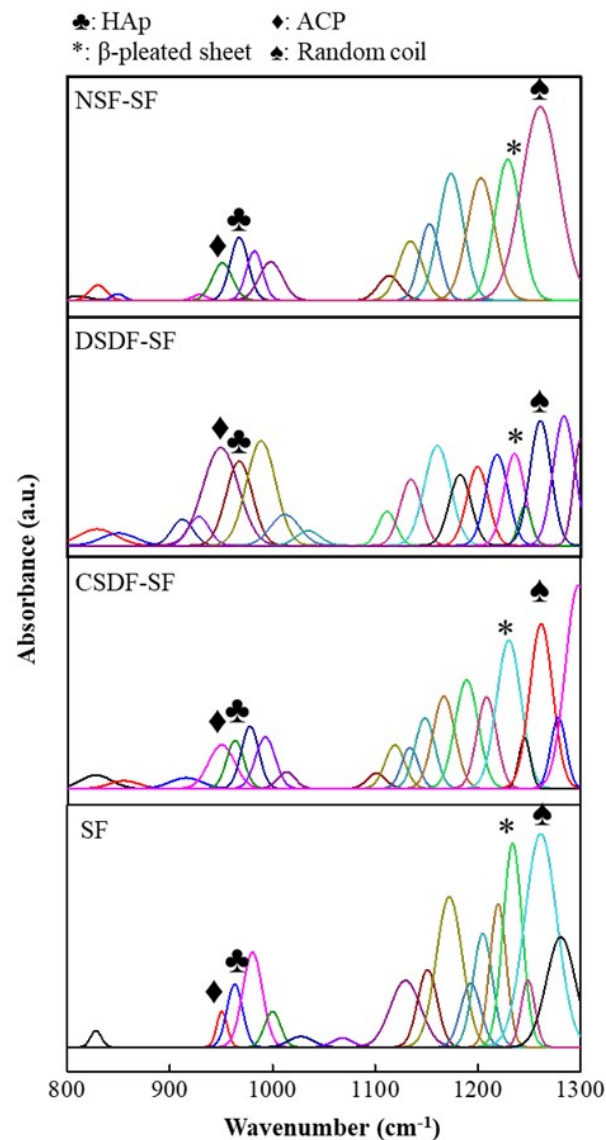 ♣: HAp ♦: ACP
*: β-pleated sheet ♠: Random coil
NSF-SF
♦ ♣ * ♠
DSDF-SF
♦ ♣ * ♠
CSDF-SF
♦ ♣ * ♠
SF
♦ ♣ * ♠
Absorbance (a.u.)
800 900 1000 1100 1200 1300
Wavenumber (cm⁻¹)